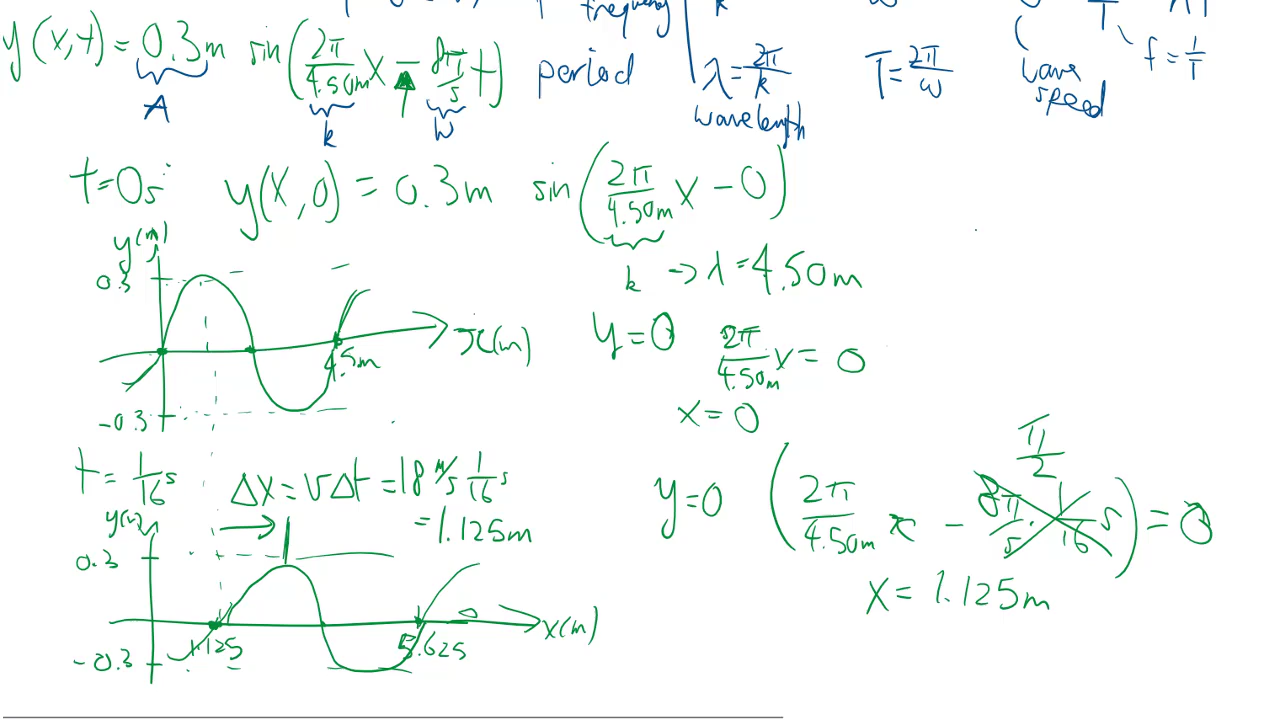 frequency
k
w
T
y(x,t) = 0.3m sin(2π/4.50m x − 8π/s t) period λ = 2π/k T = 2π/w wave speed f = 1/T
A k w wavelength
t=0s y(x,0) = 0.3m sin(2π/4.50m x − 0)
k → λ = 4.50m
y(m)
0.3
x(m)
4.5m
-0.3
y=0 2π/4.50m x = 0
x = 0
t = 1/16 s Δx = vΔt = 18 m/s 1/16 s
= 1.125m
y=0 (2π/4.50m x − 8π/s · 1/16 s) = 0
π/2
x = 1.125m
y(m)
0.3
x(m)
1.125
5.625
-0.3